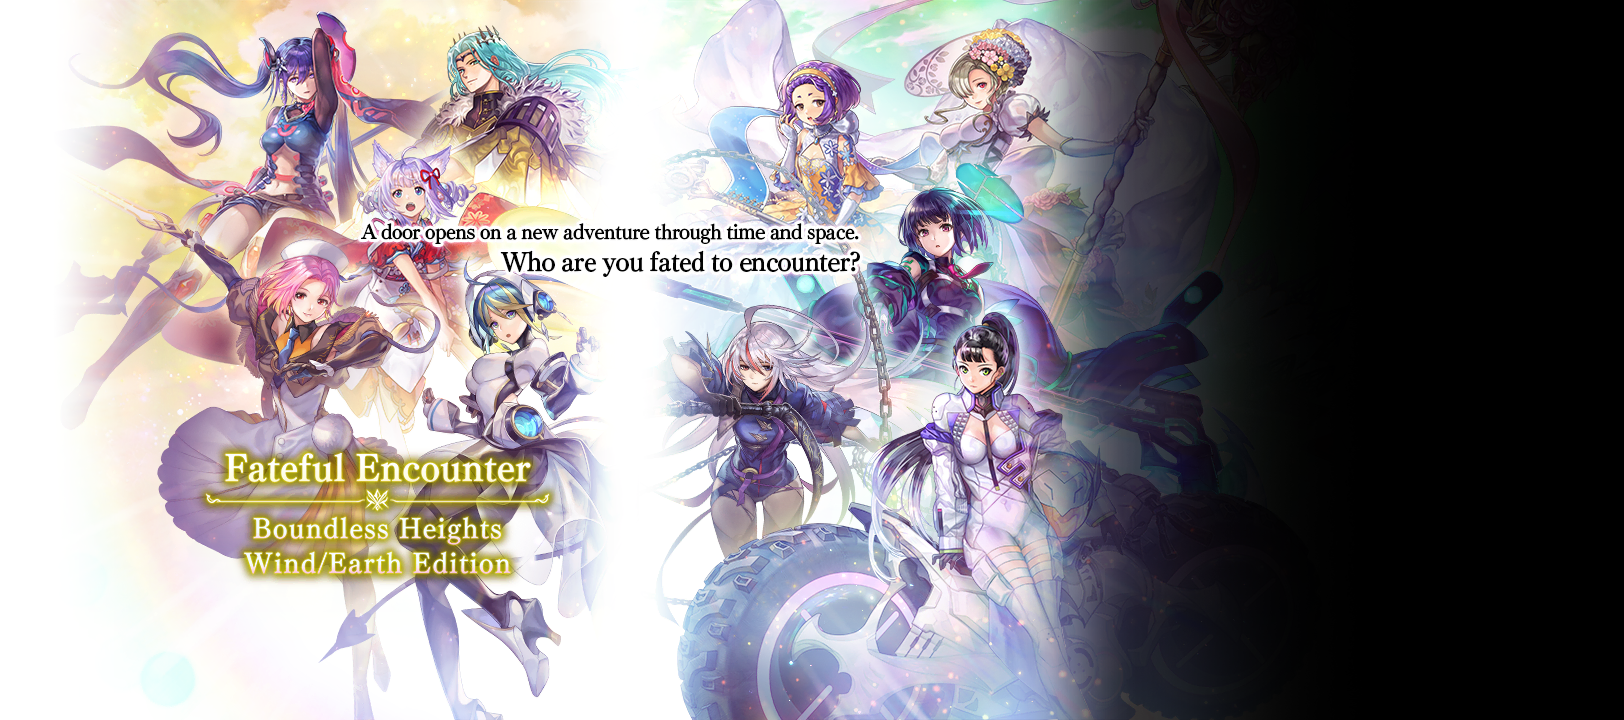 A door opens on a new adventure through time and space.
Who are you fated to encounter?
Fateful Encounter
Boundless Heights
Wind/Earth Edition